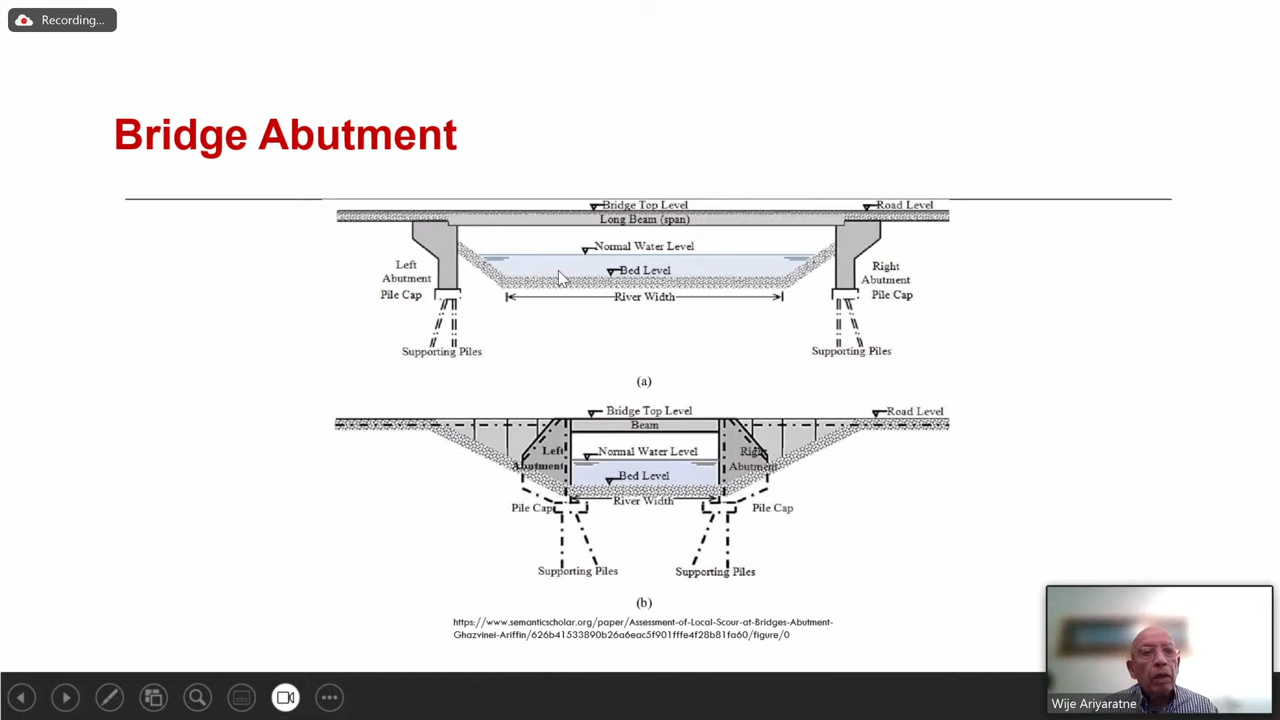 Recording...
Bridge Abutment
Bridge Top Level
Road Level
Long Beam (span)
Normal Water Level
Left
Abutment
Bed Level
Right
Abutment
Pile Cap
River Width
Pile Cap
Supporting Piles
Supporting Piles
(a)
Bridge Top Level
Road Level
Beam
Left
Abutment
Normal Water Level
Right
Abutment
Bed Level
River Width
Pile Cap
Pile Cap
Supporting Piles
Supporting Piles
(b)
https://www.semanticscholar.org/paper/Assessment-of-Local-Scour-at-Bridges-Abutment-
Ghazvinei-Ariffin/626b41533890b26a6eac5f901fffe4f28b81fa60/figure/0
Wije Ariyaratne